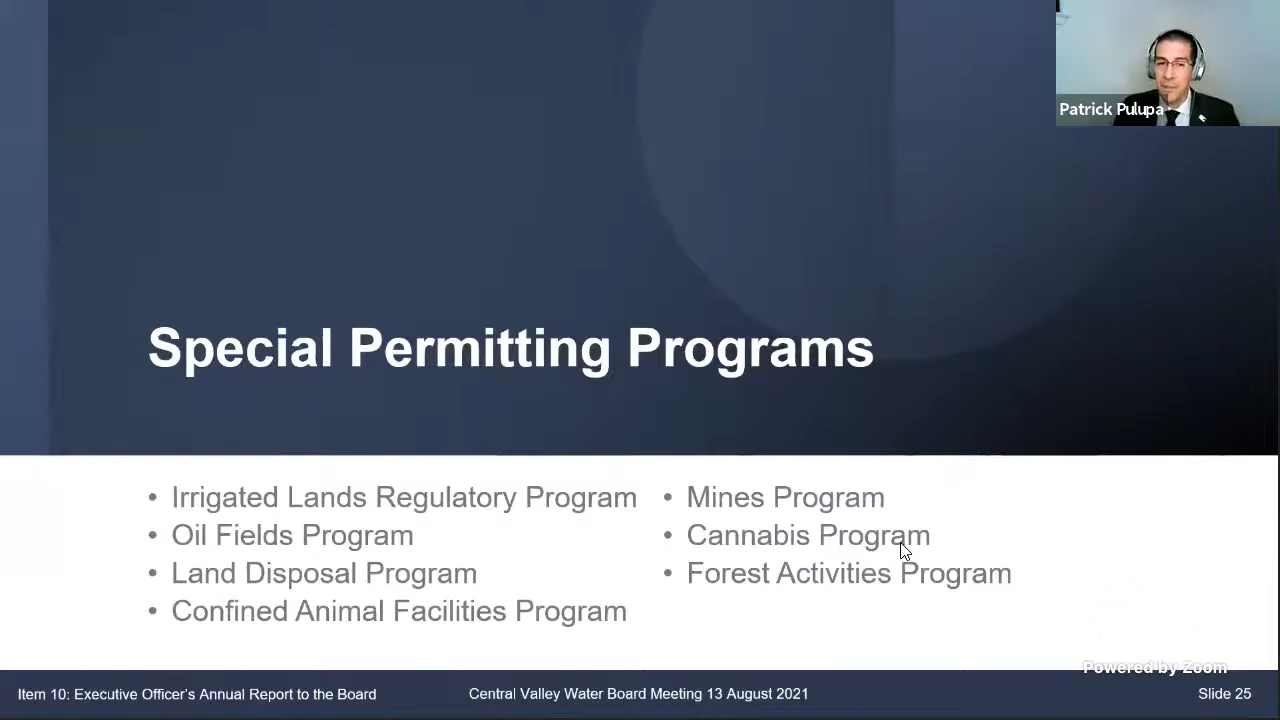 Patrick Pulupa
Special Permitting Programs
• Irrigated Lands Regulatory Program
• Oil Fields Program
• Land Disposal Program
• Confined Animal Facilities Program
• Mines Program
• Cannabis Program
• Forest Activities Program
Powered by Zoom
Item 10: Executive Officer's Annual Report to the Board
Central Valley Water Board Meeting 13 August 2021
Slide 25